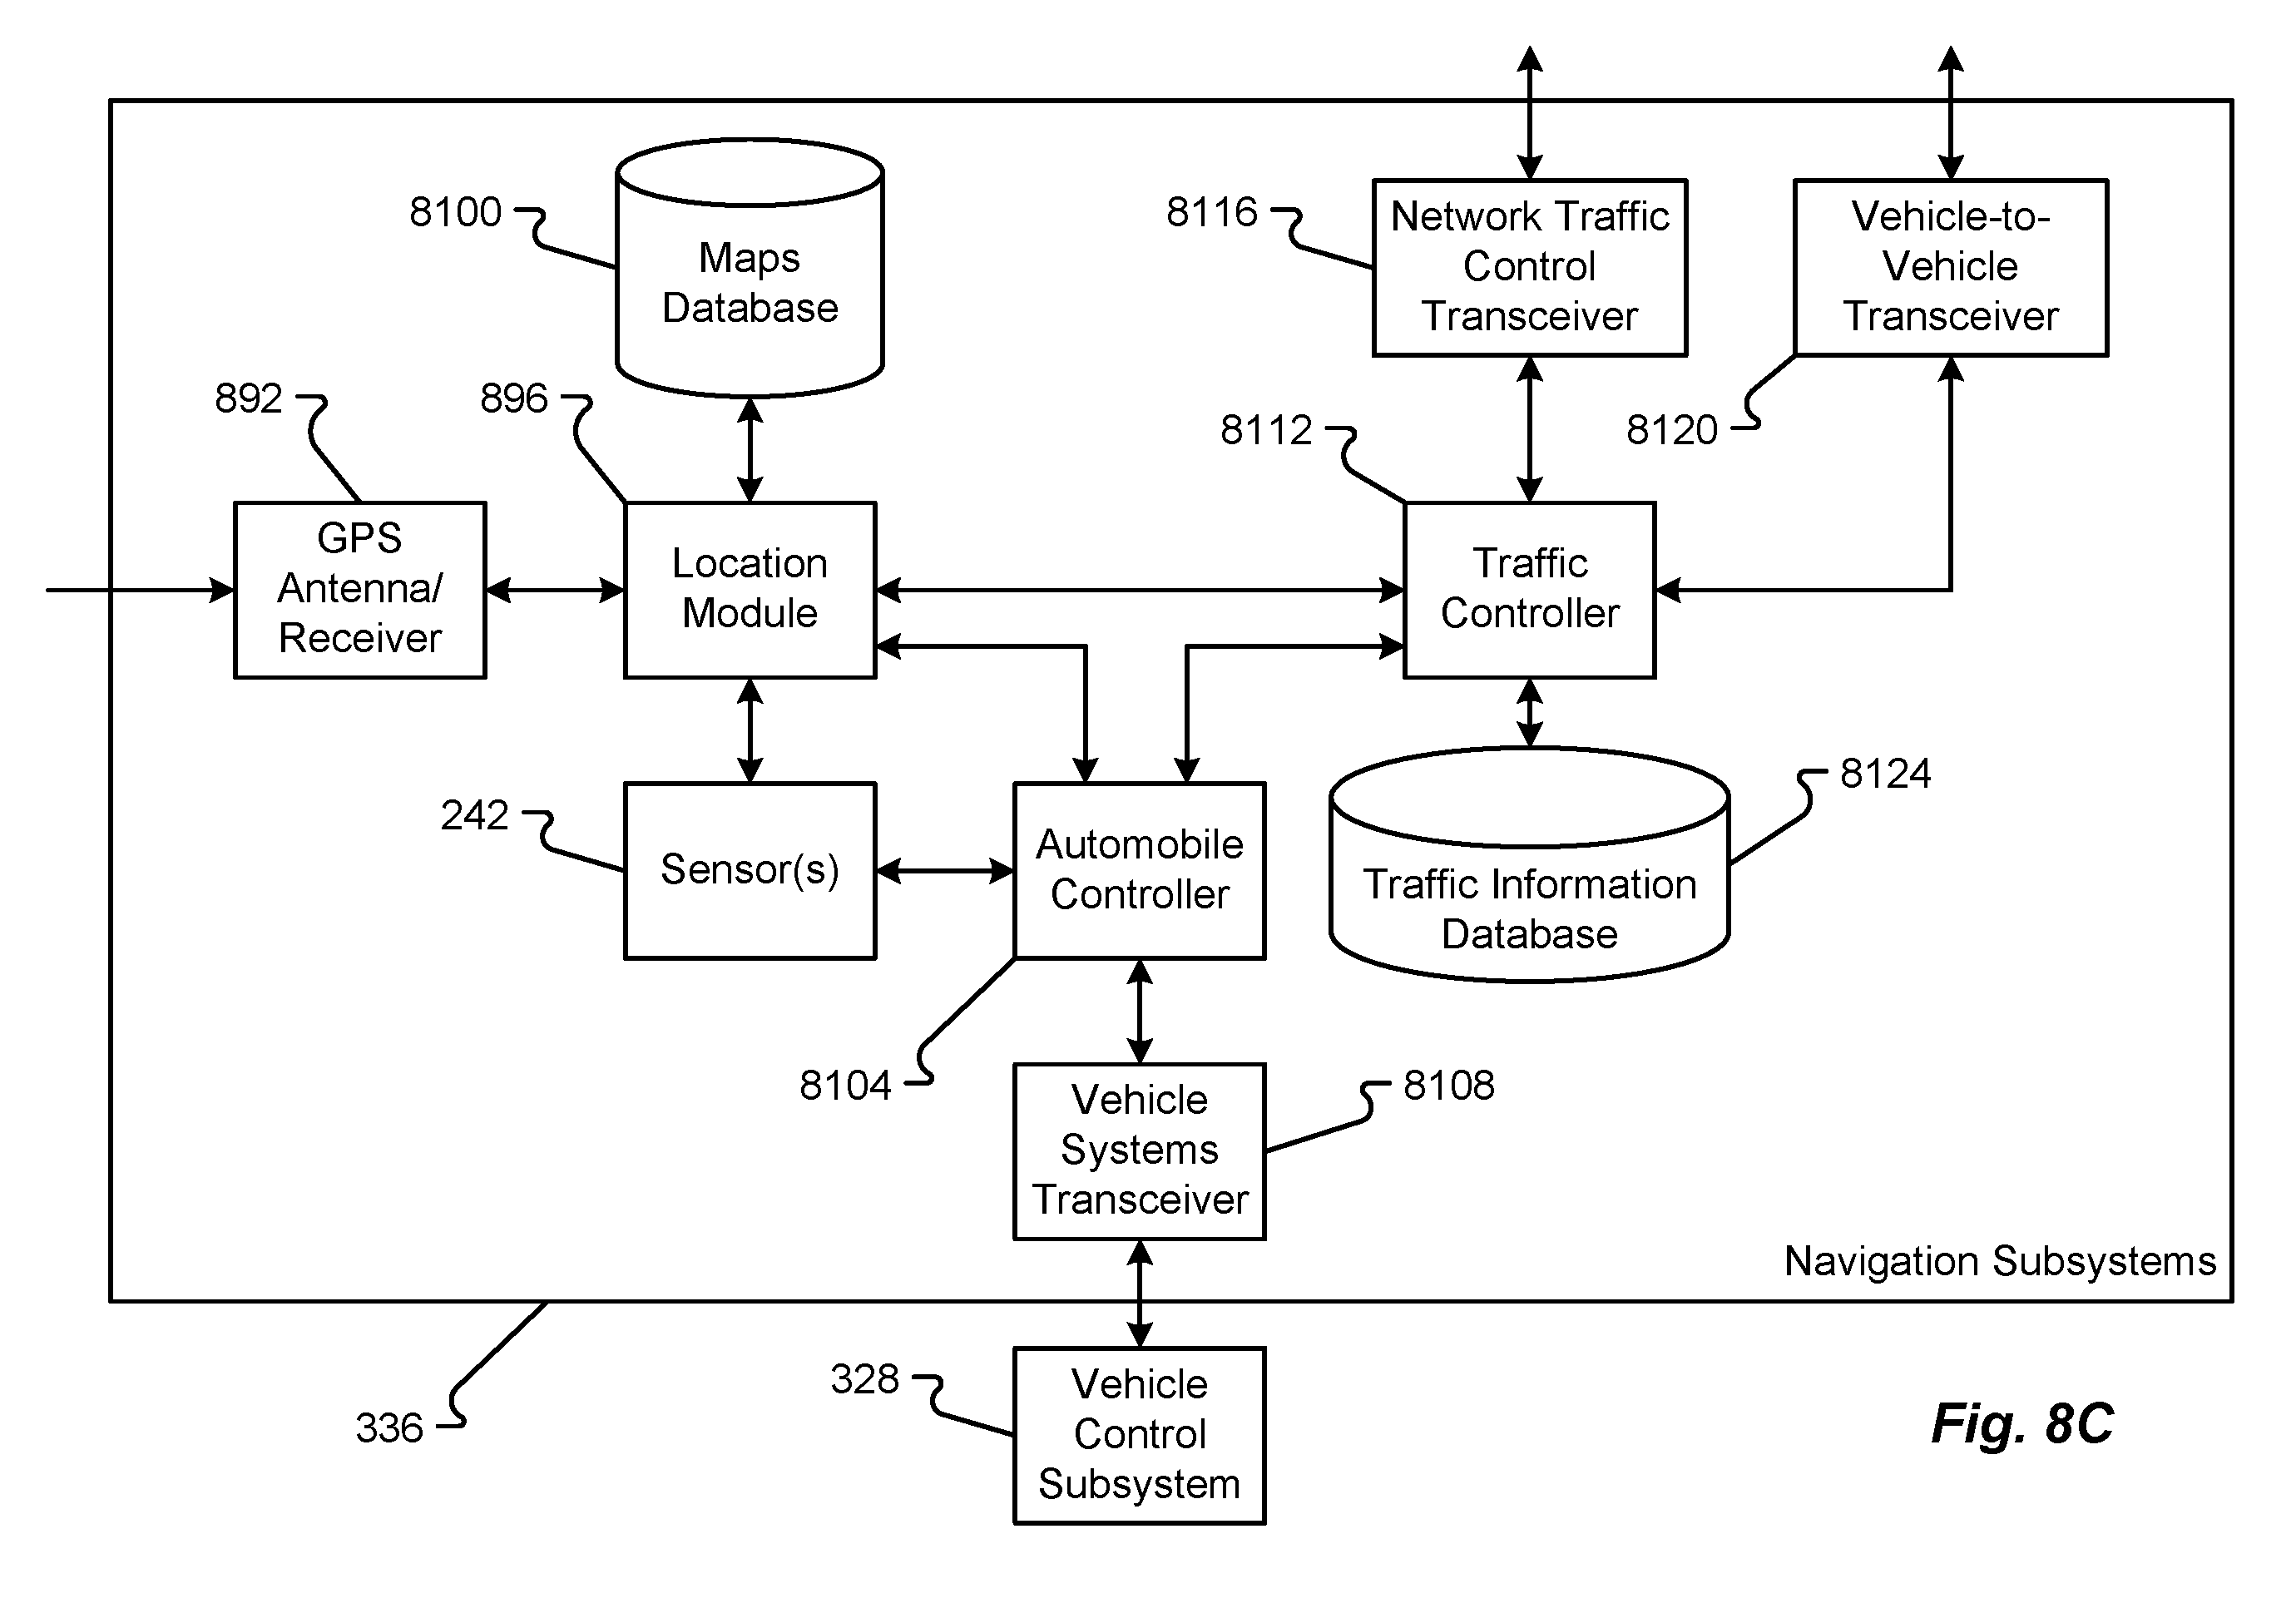 8100
Maps
Database
8116
Network Traffic
Control
Transceiver
Vehicle-to-
Vehicle
Transceiver
892
896
8112
8120
GPS
Antenna/
Receiver
Location
Module
Traffic
Controller
242
Sensor(s)
Automobile
Controller
Traffic Information
Database
8124
8104
Vehicle
Systems
Transceiver
8108
Navigation Subsystems
336
328
Vehicle
Control
Subsystem
Fig. 8C